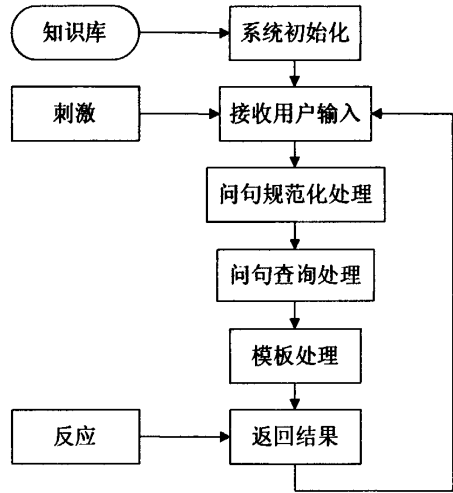 知识库
系统初始化
刺激
接收用户输入
问句规范化处理
问句查询处理
模板处理
反应
返回结果